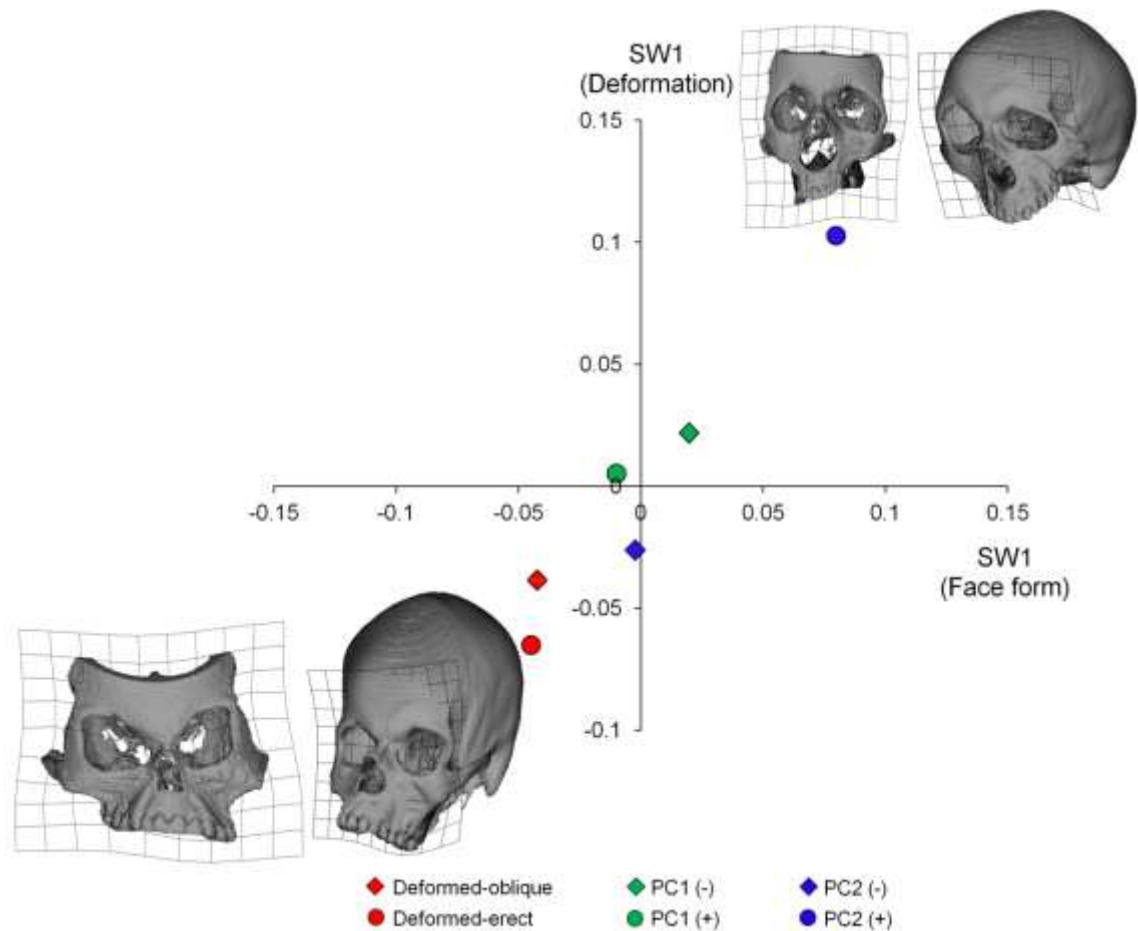 SW1
(Deformation)
0.15
0.1
0.05
0
-0.15
-0.1
-0.05
0
0.05
0.1
0.15
SW1
(Face form)
-0.05
-0.1
Deformed-oblique
PC1 (-)
PC2 (-)
Deformed-erect
PC1 (+)
PC2 (+)